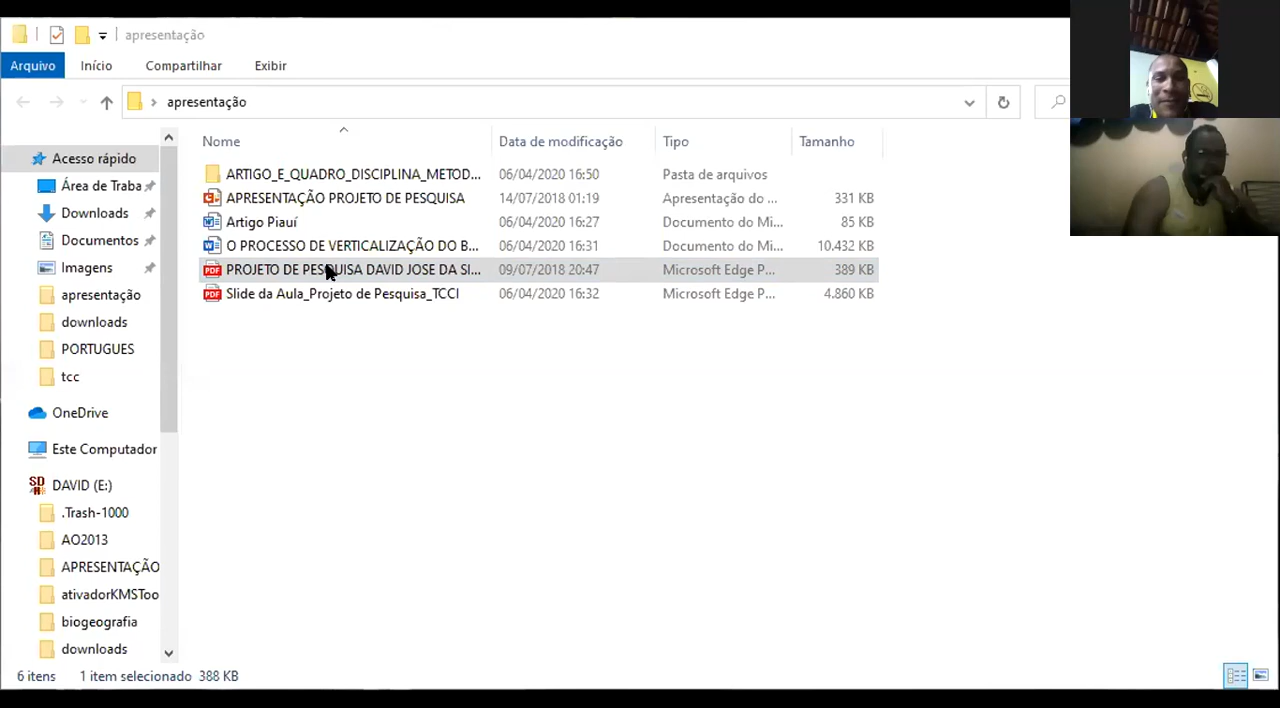 apresentação
Arquivo Início Compartilhar Exibir
apresentação
Nome Data de modificação Tipo Tamanho
ARTIGO_E_QUADRO_DISCIPLINA_METOD... 06/04/2020 16:50 Pasta de arquivos
APRESENTAÇÃO PROJETO DE PESQUISA 14/07/2018 01:19 Apresentação do ... 331 KB
Artigo Piauí 06/04/2020 16:27 Documento do Mi... 85 KB
O PROCESSO DE VERTICALIZAÇÃO DO B... 06/04/2020 16:31 Documento do Mi... 10.432 KB
PROJETO DE PESQUISA DAVID JOSE DA SI... 09/07/2018 20:47 Microsoft Edge P... 389 KB
Slide da Aula_Projeto de Pesquisa_TCCI 06/04/2020 16:32 Microsoft Edge P... 4.860 KB
Acesso rápido
Área de Traba
Downloads
Documentos
Imagens
apresentação
downloads
PORTUGUES
tcc
OneDrive
Este Computador
DAVID (E:)
.Trash-1000
AO2013
APRESENTAÇÃO
ativadorKMSToo
biogeografia
downloads
6 itens 1 item selecionado 388 KB